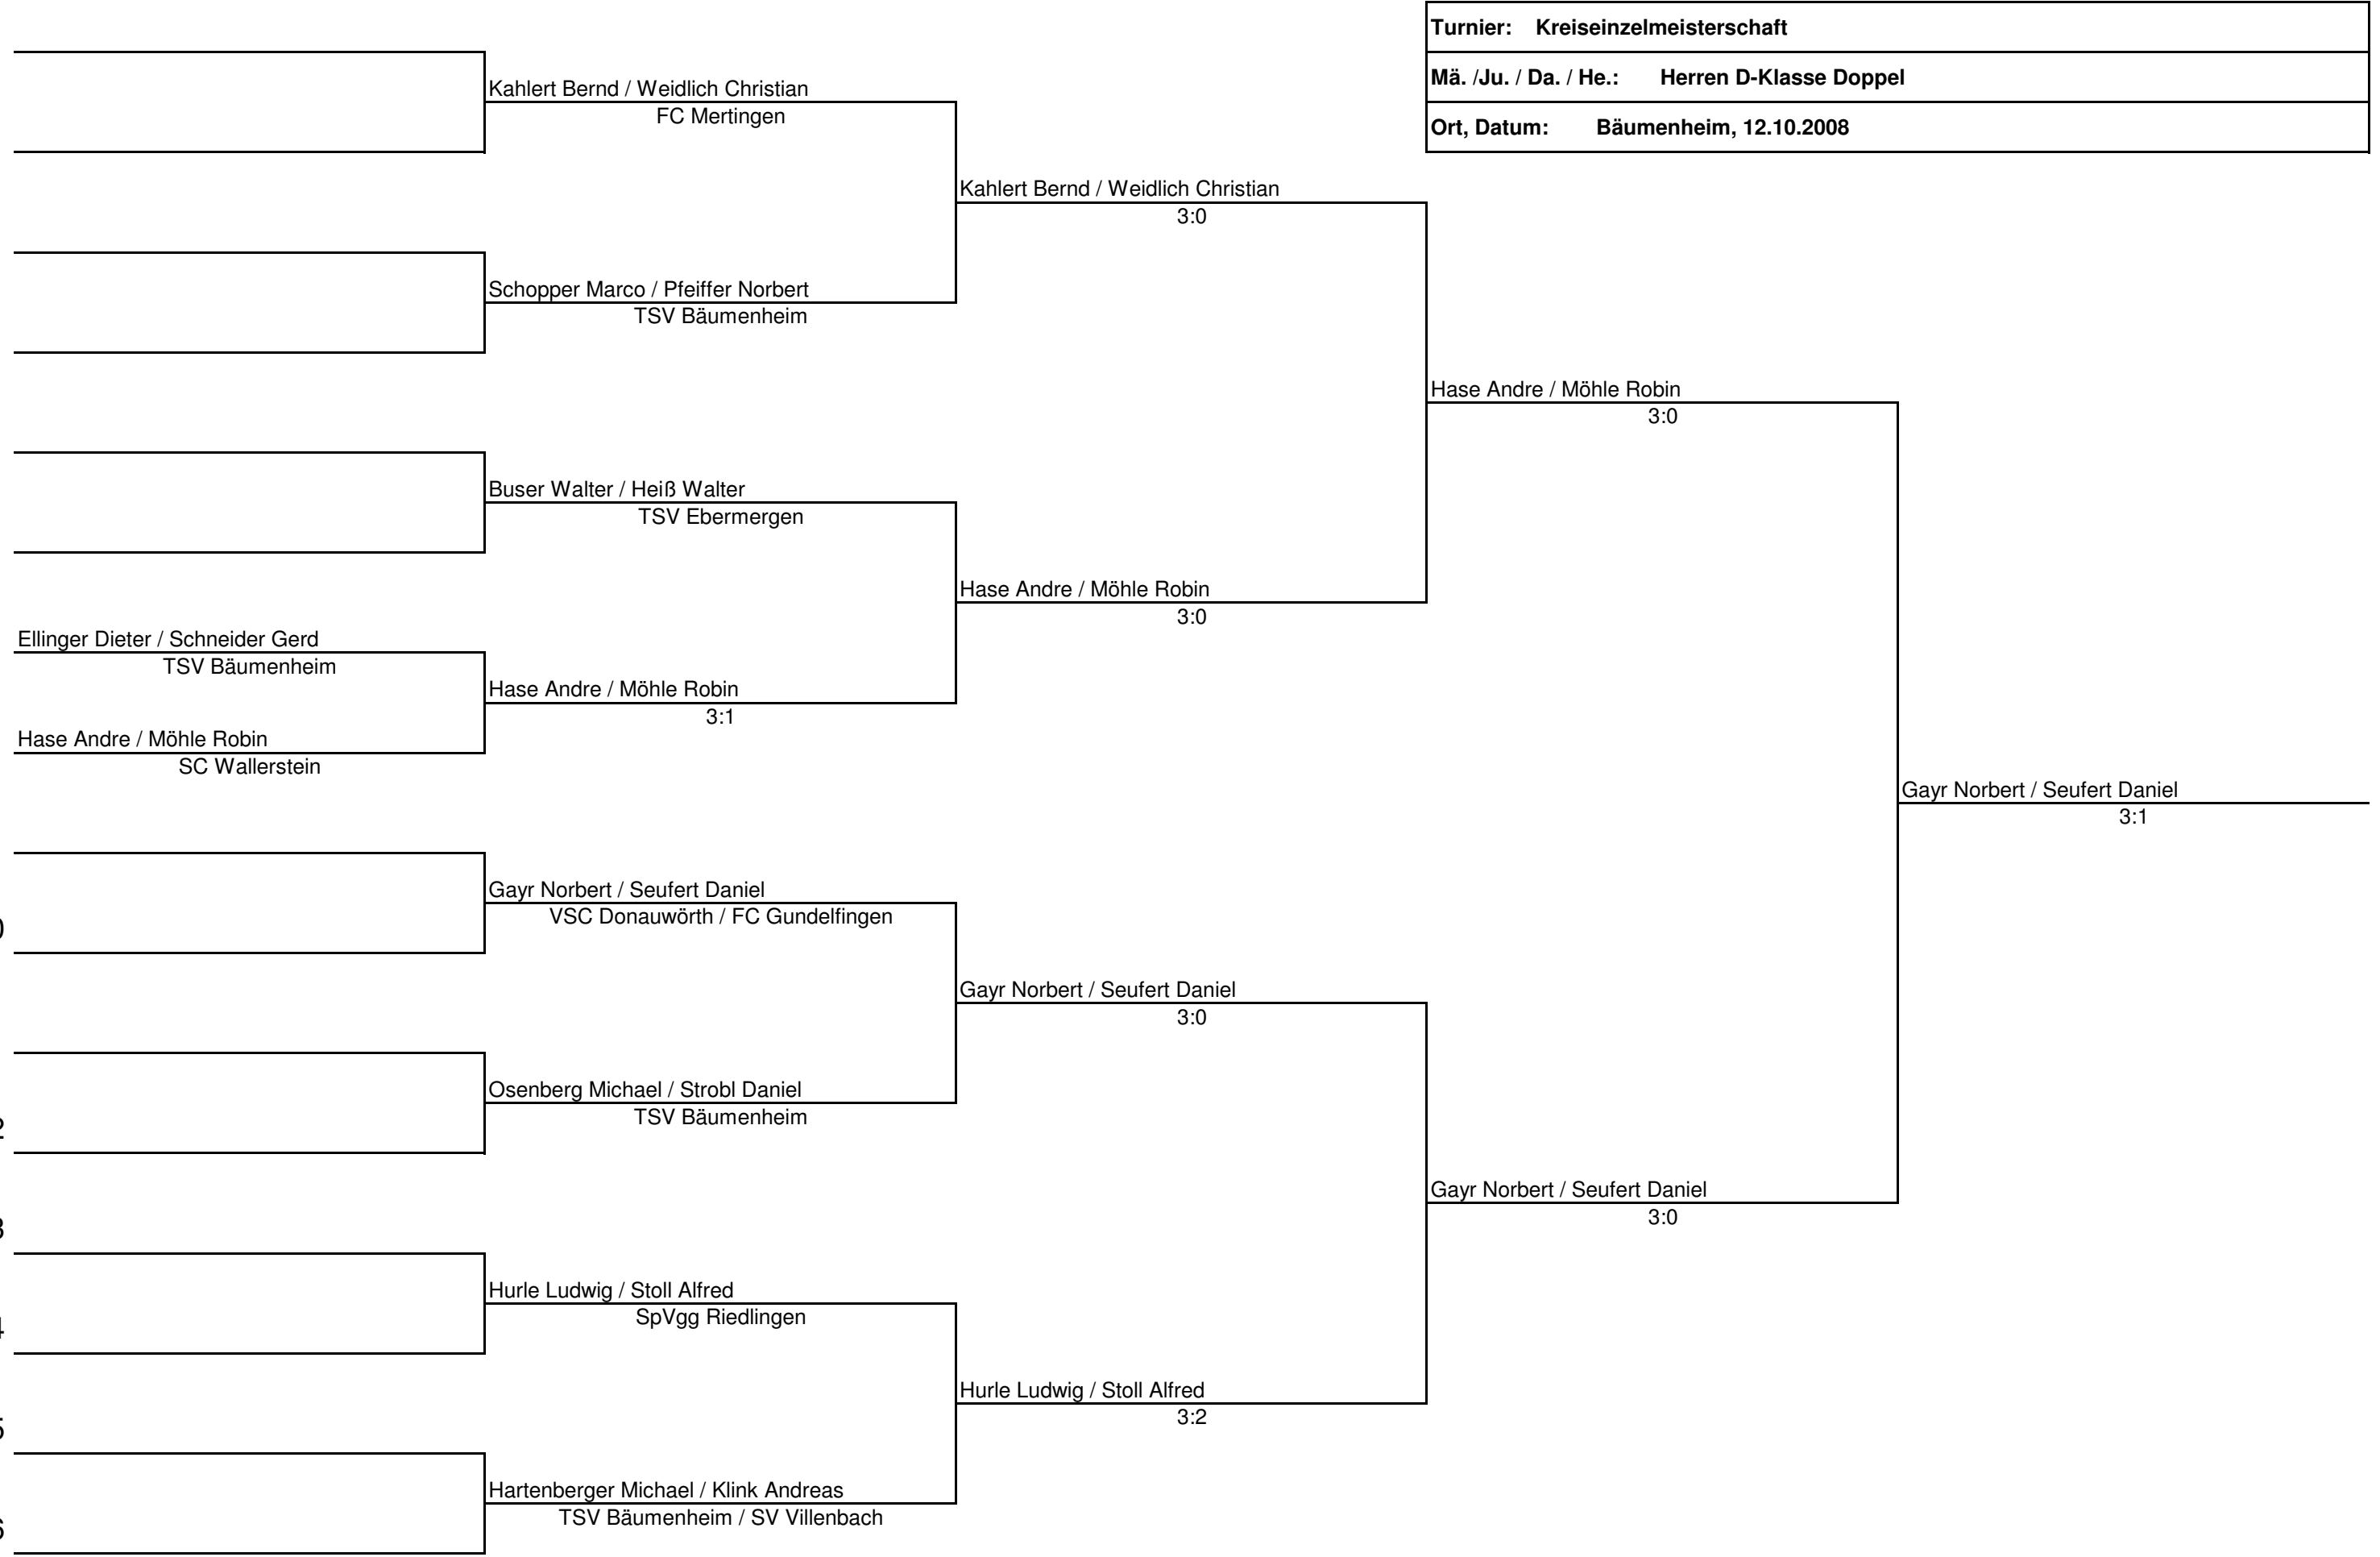 Turnier: Kreiseinzelmeisterschaft
Mä. /Ju. / Da. / He.: Herren D-Klasse Doppel
Ort, Datum: Bäumenheim, 12.10.2008
Kahlert Bernd / Weidlich Christian
FC Mertingen
Kahlert Bernd / Weidlich Christian
3:0
Schopper Marco / Pfeiffer Norbert
TSV Bäumenheim
Hase Andre / Möhle Robin
3:0
Buser Walter / Heiß Walter
TSV Ebermergen
Hase Andre / Möhle Robin
3:0
Ellinger Dieter / Schneider Gerd
TSV Bäumenheim
Hase Andre / Möhle Robin
3:1
Hase Andre / Möhle Robin
SC Wallerstein
Gayr Norbert / Seufert Daniel
3:1
Gayr Norbert / Seufert Daniel
VSC Donauwörth / FC Gundelfingen
Gayr Norbert / Seufert Daniel
3:0
Osenberg Michael / Strobl Daniel
TSV Bäumenheim
Gayr Norbert / Seufert Daniel
3:0
Hurle Ludwig / Stoll Alfred
SpVgg Riedlingen
Hurle Ludwig / Stoll Alfred
3:2
Hartenberger Michael / Klink Andreas
TSV Bäumenheim / SV Villenbach